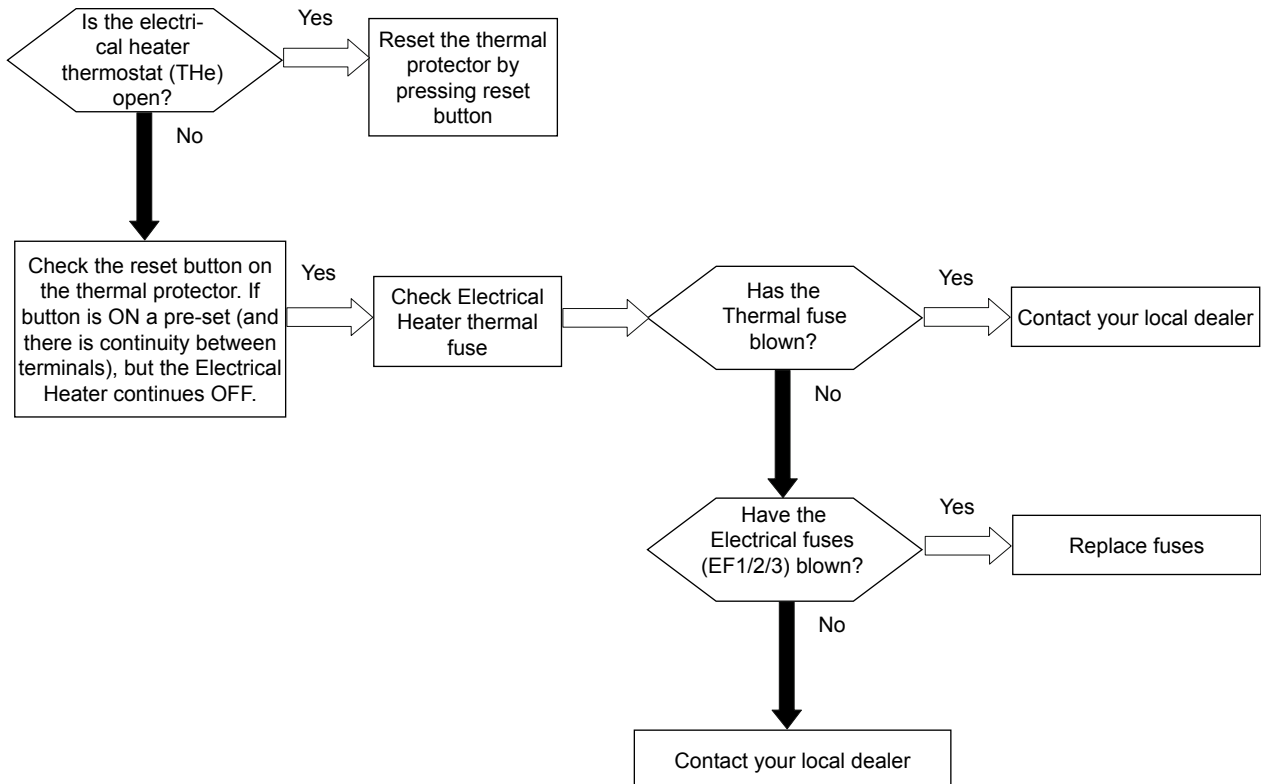 Is the electri-
cal heater
thermostat (THe)
open?
Yes
Reset the thermal
protector by
pressing reset
button
No
Check the reset button on
the thermal protector. If
button is ON a pre-set (and
there is continuity between
terminals), but the Electrical
Heater continues OFF.
Yes
Check Electrical
Heater thermal
fuse
Has the
Thermal fuse
blown?
Yes
Contact your local dealer
No
Have the
Electrical fuses
(EF1/2/3) blown?
Yes
Replace fuses
No
Contact your local dealer